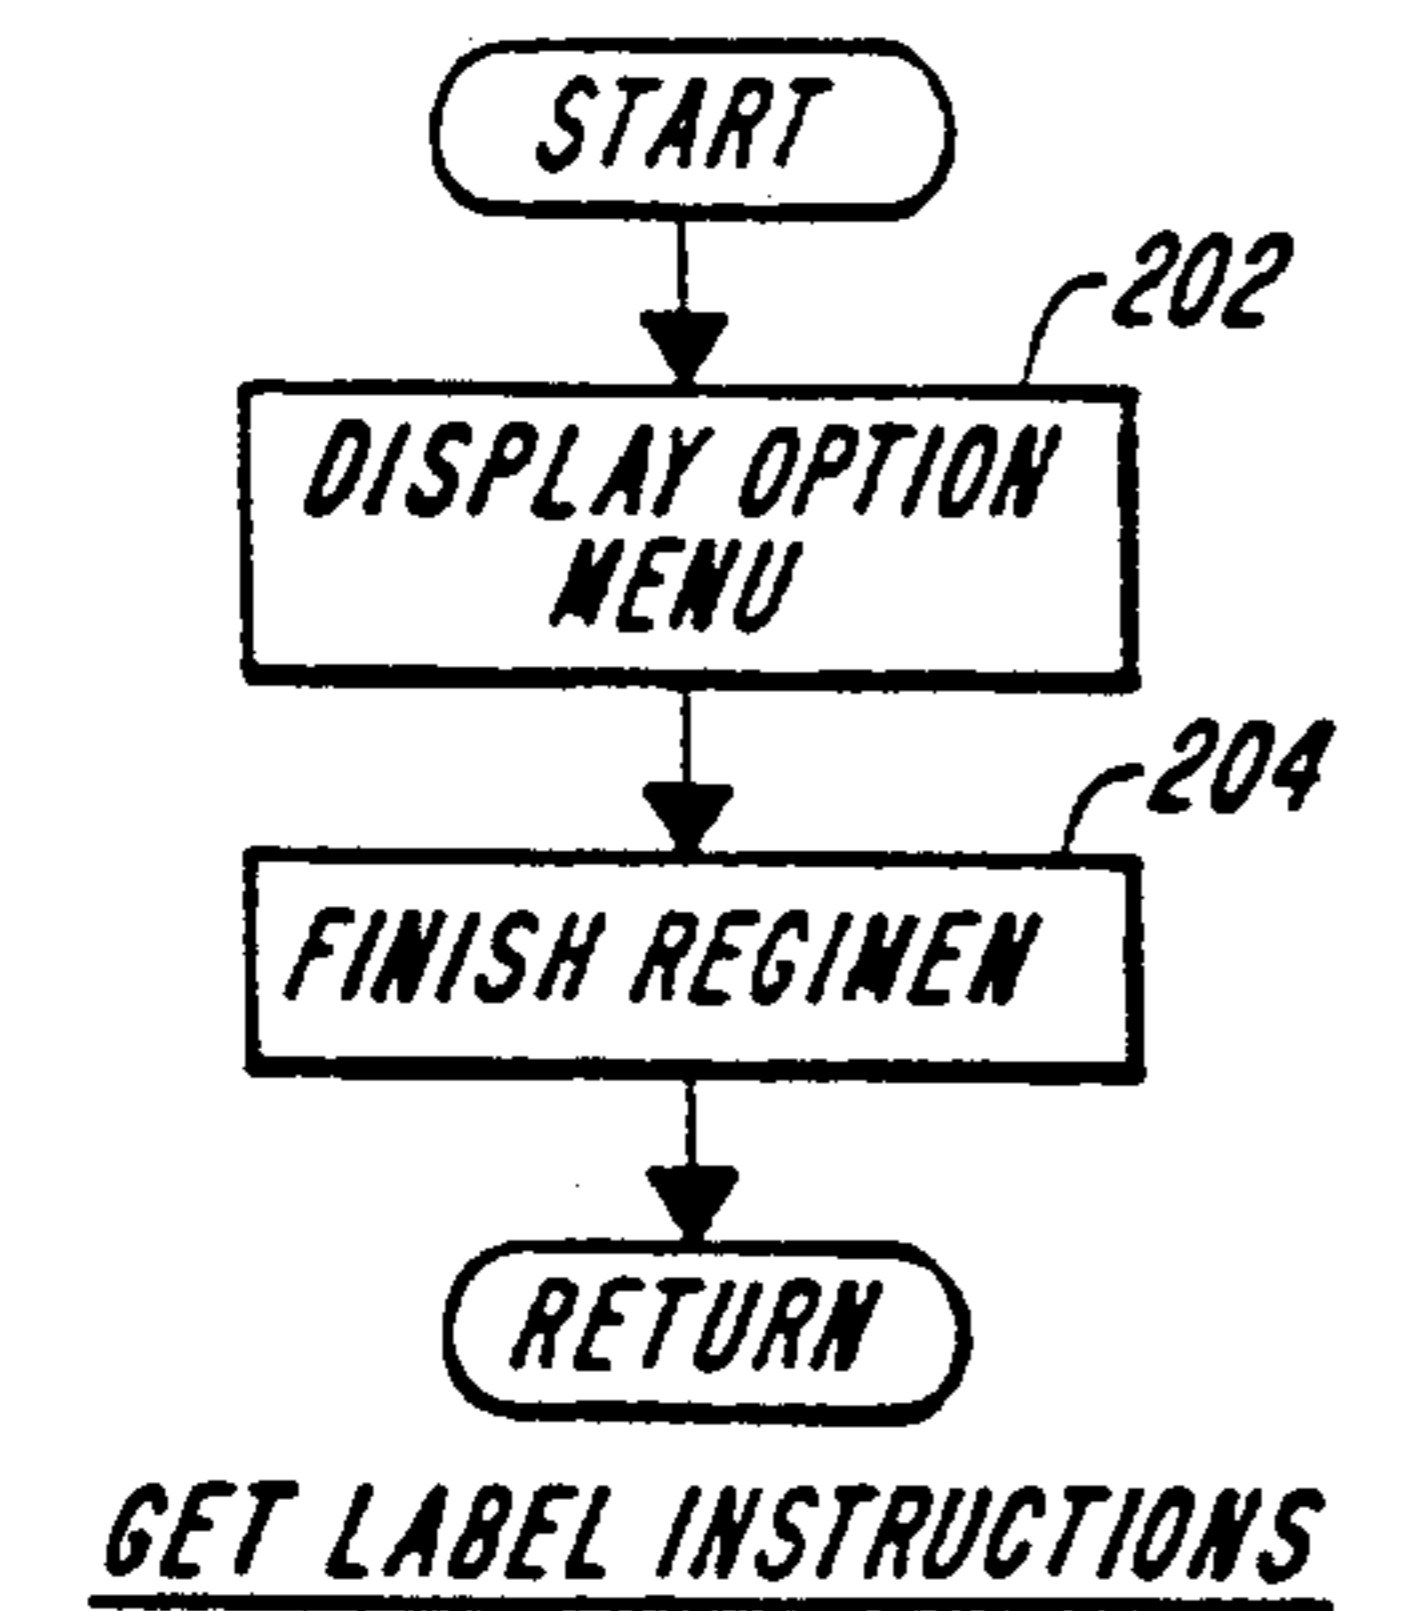 START
202
DISPLAY OPTION
MENU
204
FINISH REGIMEN
RETURN
GET LABEL INSTRUCTIONS